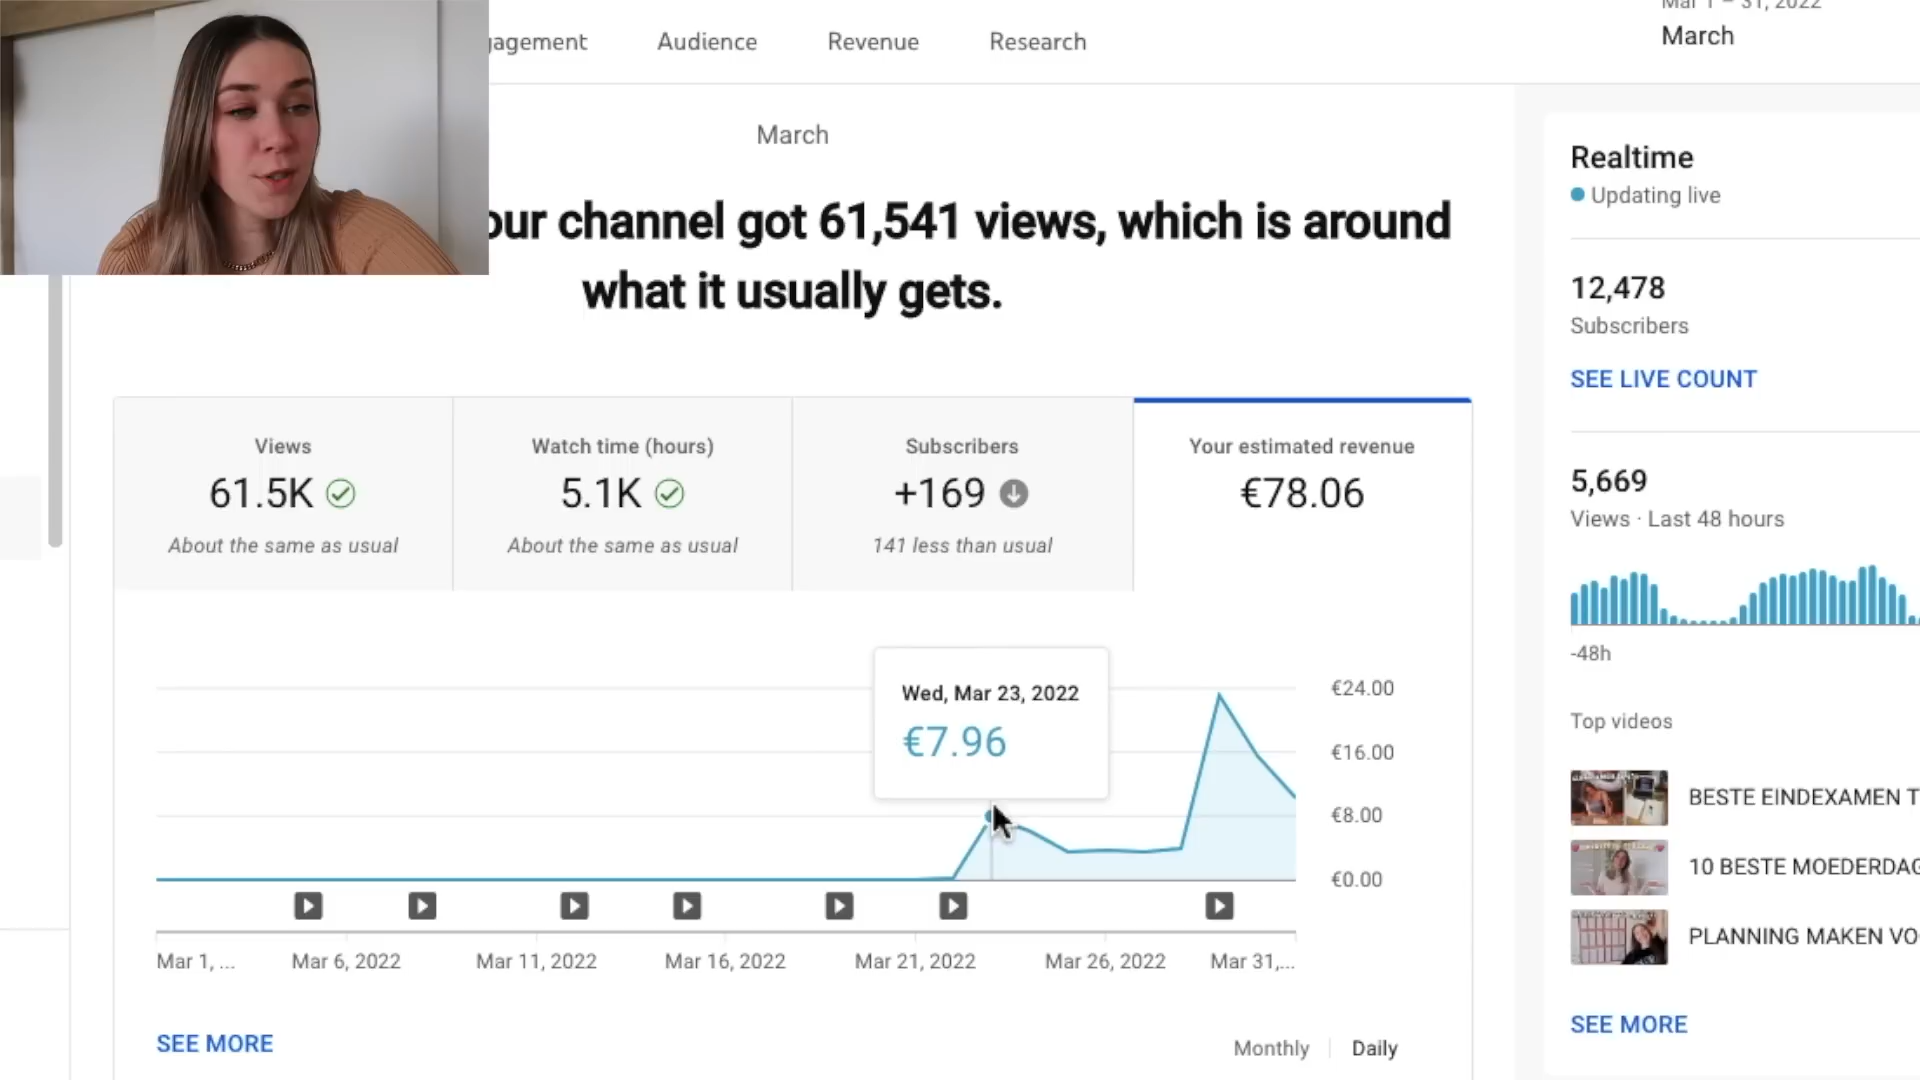 Mar 1 – 31, 2022
Audience Revenue Research March
March
channel got 61,541 views, which is around
what it usually gets.
Views
61.5K
About the same as usual
Watch time (hours)
5.1K
About the same as usual
Subscribers
+169
141 less than usual
Your estimated revenue
€78.06
Wed, Mar 23, 2022
€7.96
€24.00
€16.00
€8.00
€0.00
Mar 1, ... Mar 6, 2022 Mar 11, 2022 Mar 16, 2022 Mar 21, 2022 Mar 26, 2022 Mar 31,...
SEE MORE
Monthly Daily
Realtime
Updating live
12,478
Subscribers
SEE LIVE COUNT
5,669
Views · Last 48 hours
-48h
Top videos
BESTE EINDEXAMEN
10 BESTE
PLANNING MAKEN
SEE MORE